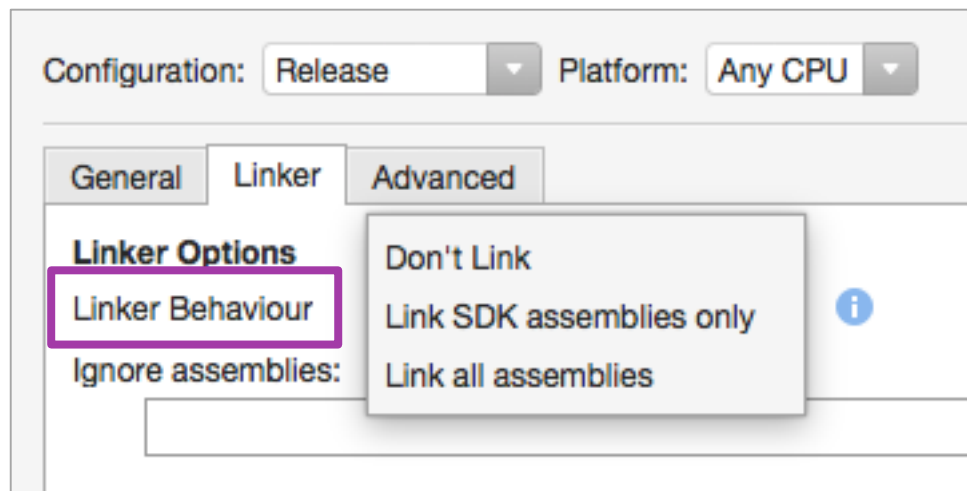 Configuration: Release Platform: Any CPU
General Linker Advanced
Linker Options
Linker Behaviour
Don't Link
Link SDK assemblies only
Link all assemblies
Ignore assemblies: